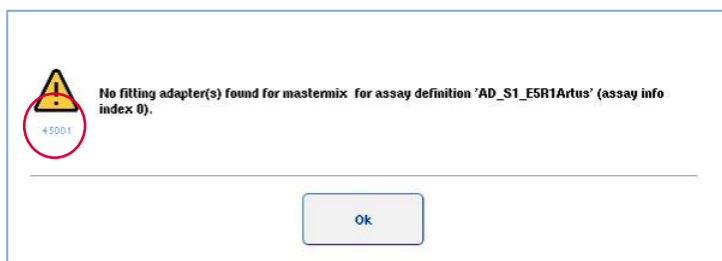 No fitting adapter(s) found for mastermix  for assay definition 'AD_S1_E5R1Artus' (assay info
index 0).
45001
Ok